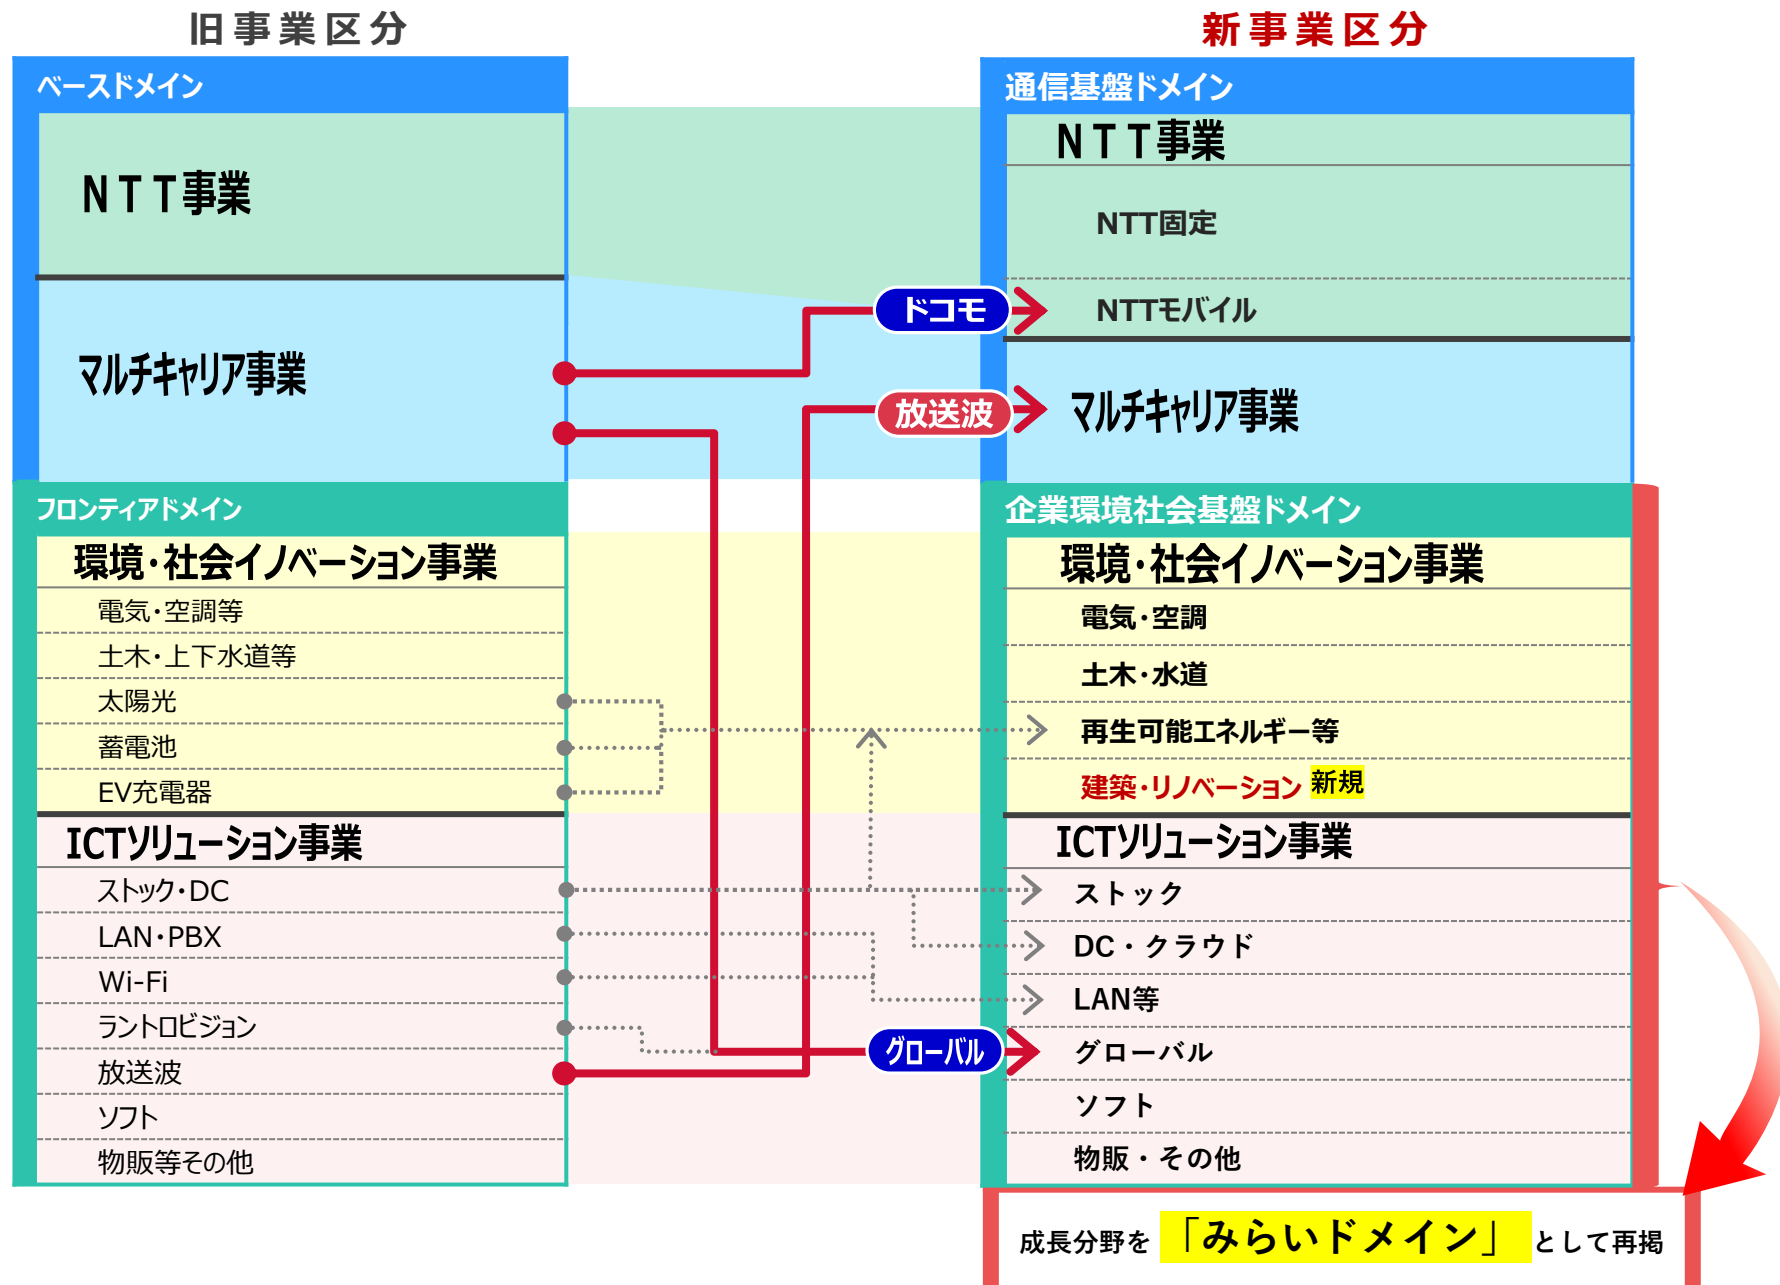 旧事業区分
ベースドメイン
ＮＴＴ事業
マルチキャリア事業
フロンティアドメイン
環境・社会イノベーション事業
電気・空調等
土木・上下水道等
太陽光
蓄電池
EV充電器
ICTソリューション事業
ストック・DC
LAN・PBX
Wi-Fi
ラントロビジョン
放送波
ソフト
物販等その他
ドコモ
放送波
グローバル
新事業区分
通信基盤ドメイン
ＮＴＴ事業
NTT固定
NTTモバイル
マルチキャリア事業
企業環境社会基盤ドメイン
環境・社会イノベーション事業
電気・空調
土木・水道
再生可能エネルギー等
建築・リノベーション 新規
ICTソリューション事業
ストック
DC・クラウド
LAN等
グローバル
ソフト
物販・その他
成長分野を「みらいドメイン」として再掲